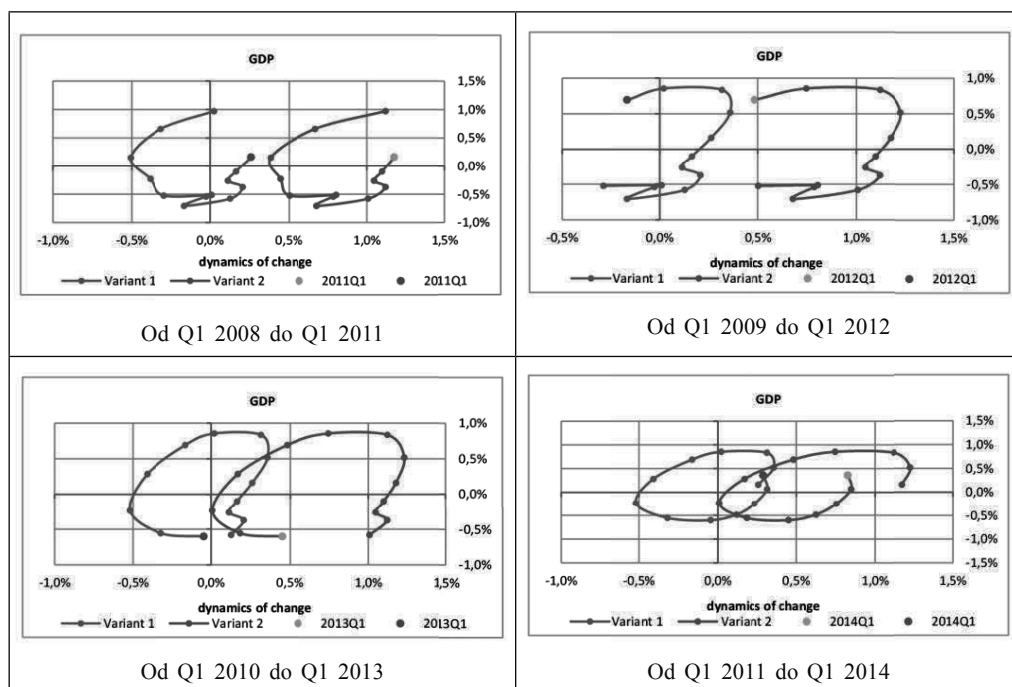 GDP
1,5%
1,0%
0,5%
0,0%
-0,5%
-1,0%
-1,0% -0,5% 0,0% 0,5% 1,0% 1,5%
dynamics of change
Variant 1 Variant 2 2011Q1 2011Q1
Od Q1 2008 do Q1 2011
GDP
1,0%
0,5%
0,0%
-0,5%
-1,0%
-0,5% 0,0% 0,5% 1,0% 1,5%
dynamics of change
Variant 1 Variant 2 2012Q1 2012Q1
Od Q1 2009 do Q1 2012
GDP
1,0%
0,5%
0,0%
-0,5%
-1,0%
-1,0% -0,5% 0,0% 0,5% 1,0% 1,5%
dynamics of change
Variant 1 Variant 2 2013Q1 2013Q1
Od Q1 2010 do Q1 2013
GDP
1,5%
1,0%
0,5%
0,0%
-0,5%
-1,0%
-1,5%
-1,0% -0,5% 0,0% 0,5% 1,0% 1,5%
dynamics of change
Variant 1 Variant 2 2014Q1 2014Q1
Od Q1 2011 do Q1 2014